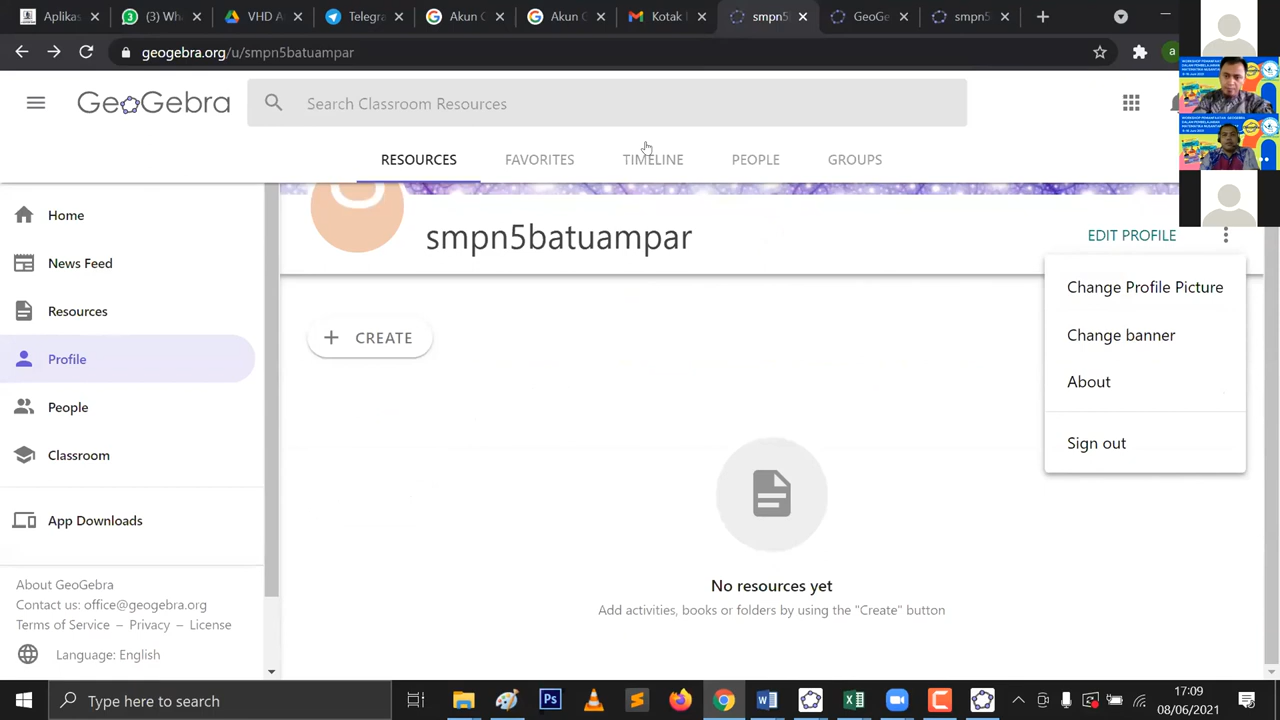 Aplikas
(3) Wha
VHD A
Telegra
Akun G
Akun G
Kotak
smpn5
GeoGe
smpn5
geogebra.org/u/smpn5batuampar
a
GeoGebra
Search Classroom Resources
RESOURCES
FAVORITES
TIMELINE
PEOPLE
GROUPS
Home
News Feed
Resources
Profile
People
Classroom
App Downloads
About GeoGebra
Contact us: office@geogebra.org
Terms of Service – Privacy – License
Language: English
smpn5batuampar
EDIT PROFILE
Change Profile Picture
Change banner
About
Sign out
+ CREATE
No resources yet
Add activities, books or folders by using the "Create" button
Type here to search
17:09
08/06/2021